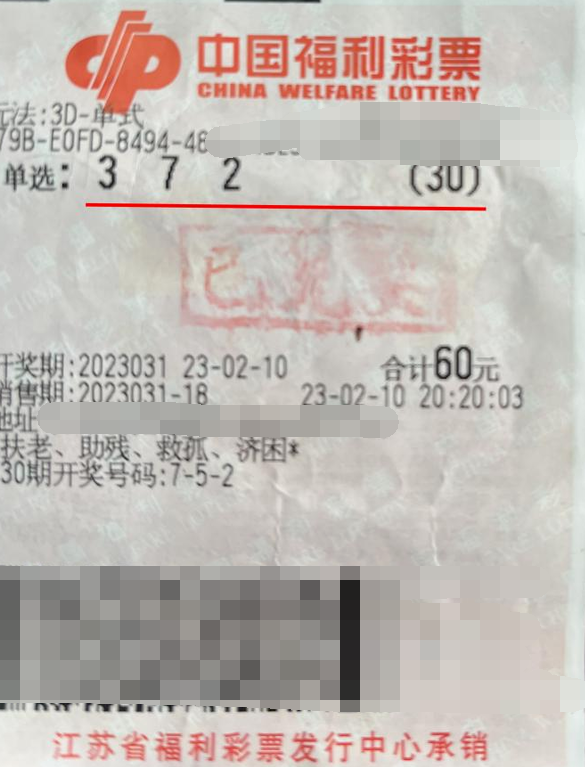 中国福利彩票
CHINA WELFARE LOTTERY
玩法:3D-单式
79B-E0FD-8494-48
单选: 3 7 2 (30)
已兑
开奖期:2023031 23-02-10 合计60元
销售期:2023031-18 23-02-10 20:20:03
地址
扶老、助残、救孤、济困*
30期开奖号码:7-5-2
江苏省福利彩票发行中心承销